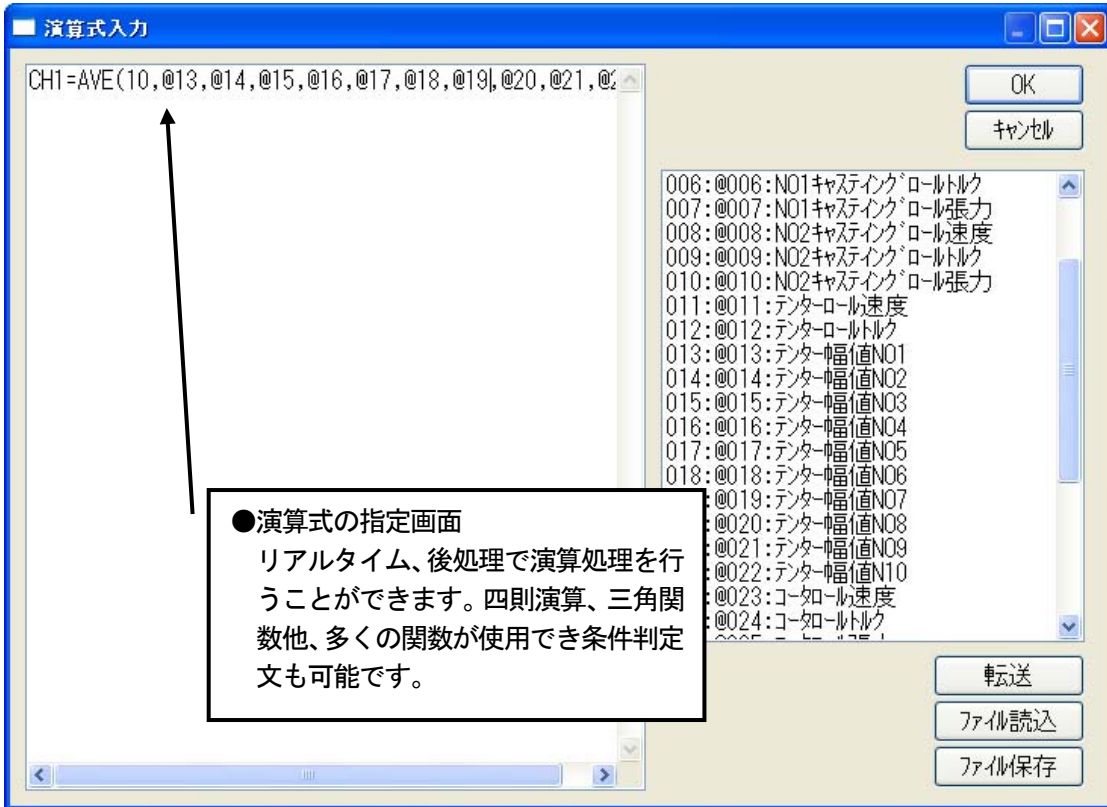 演算式入力
CH1=AVE(10,@13,@14,@15,@16,@17,@18,@19,@20,@21,@2
OK
キャンセル
006:@006:NO1キャスティングロールトルク
007:@007:NO1キャスティングロール張力
008:@008:NO2キャスティングロール速度
009:@009:NO2キャスティングロールトルク
010:@010:NO2キャスティングロール張力
011:@011:テンターロール速度
012:@012:テンターロールトルク
013:@013:テンター幅値NO1
014:@014:テンター幅値NO2
015:@015:テンター幅値NO3
016:@016:テンター幅値NO4
017:@017:テンター幅値NO5
018:@018:テンター幅値NO6
:@019:テンター幅値NO7
:@020:テンター幅値NO8
:@021:テンター幅値NO9
:@022:テンター幅値N10
:@023:コータロール速度
:@024:コータロールトルク
●演算式の指定画面
リアルタイム、後処理で演算処理を行
うことができます。四則演算、三角関
数他、多くの関数が使用でき条件判定
文も可能です。
転送
ファイル読込
ファイル保存